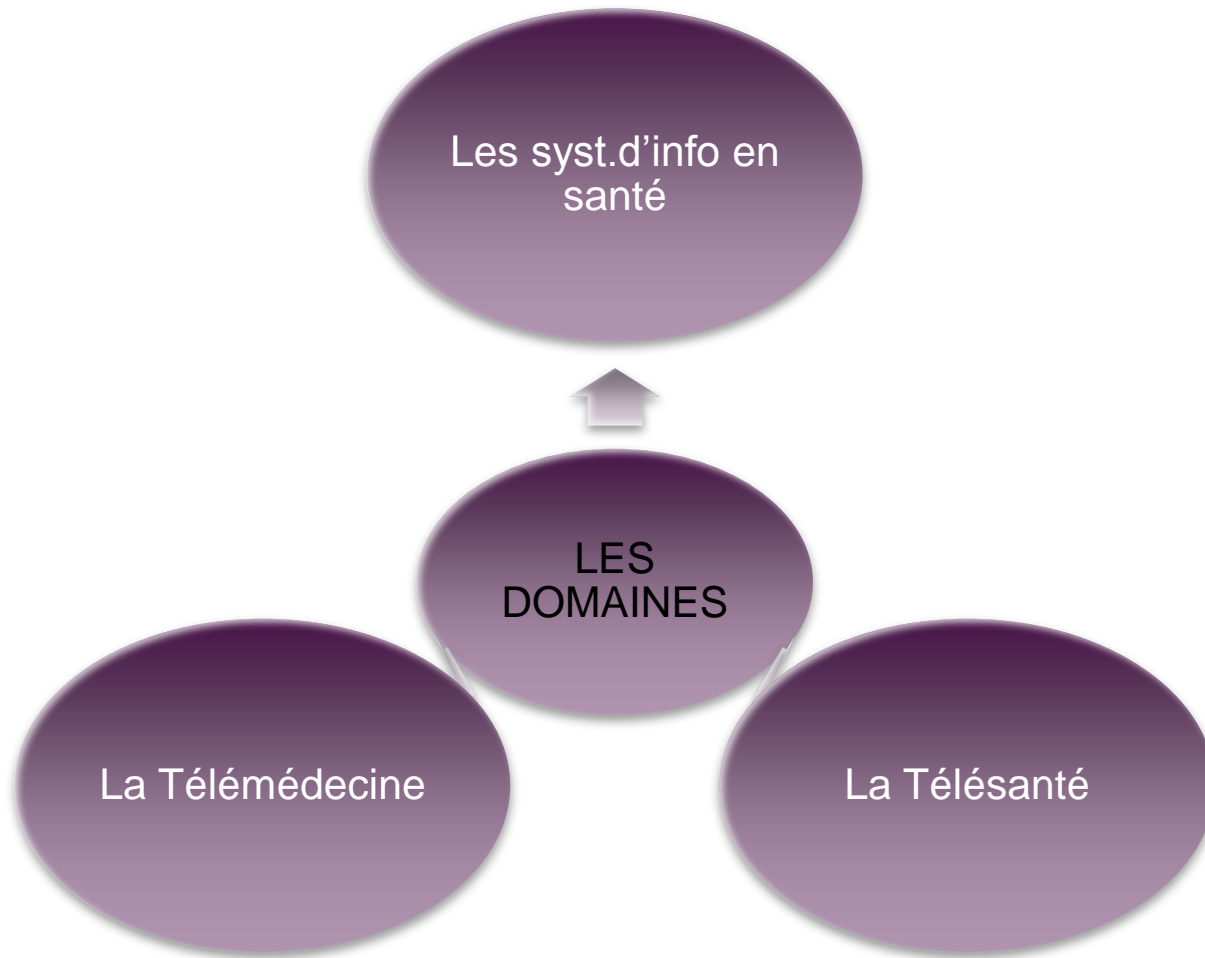 Les syst.d’info en
santé
LES
DOMAINES
La Télémédecine
La Télésanté